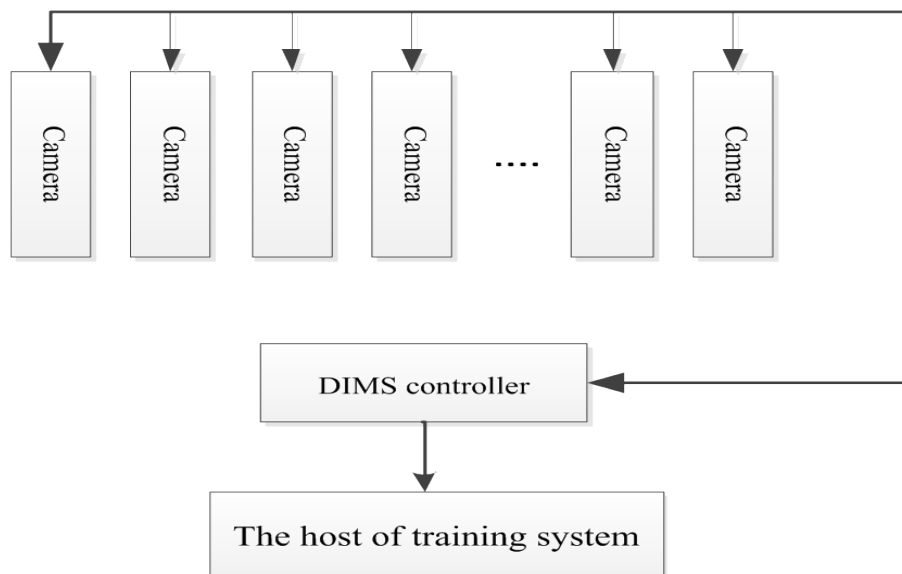 Camera
Camera
Camera
Camera
....
Camera
Camera
DIMS controller
The host of training system